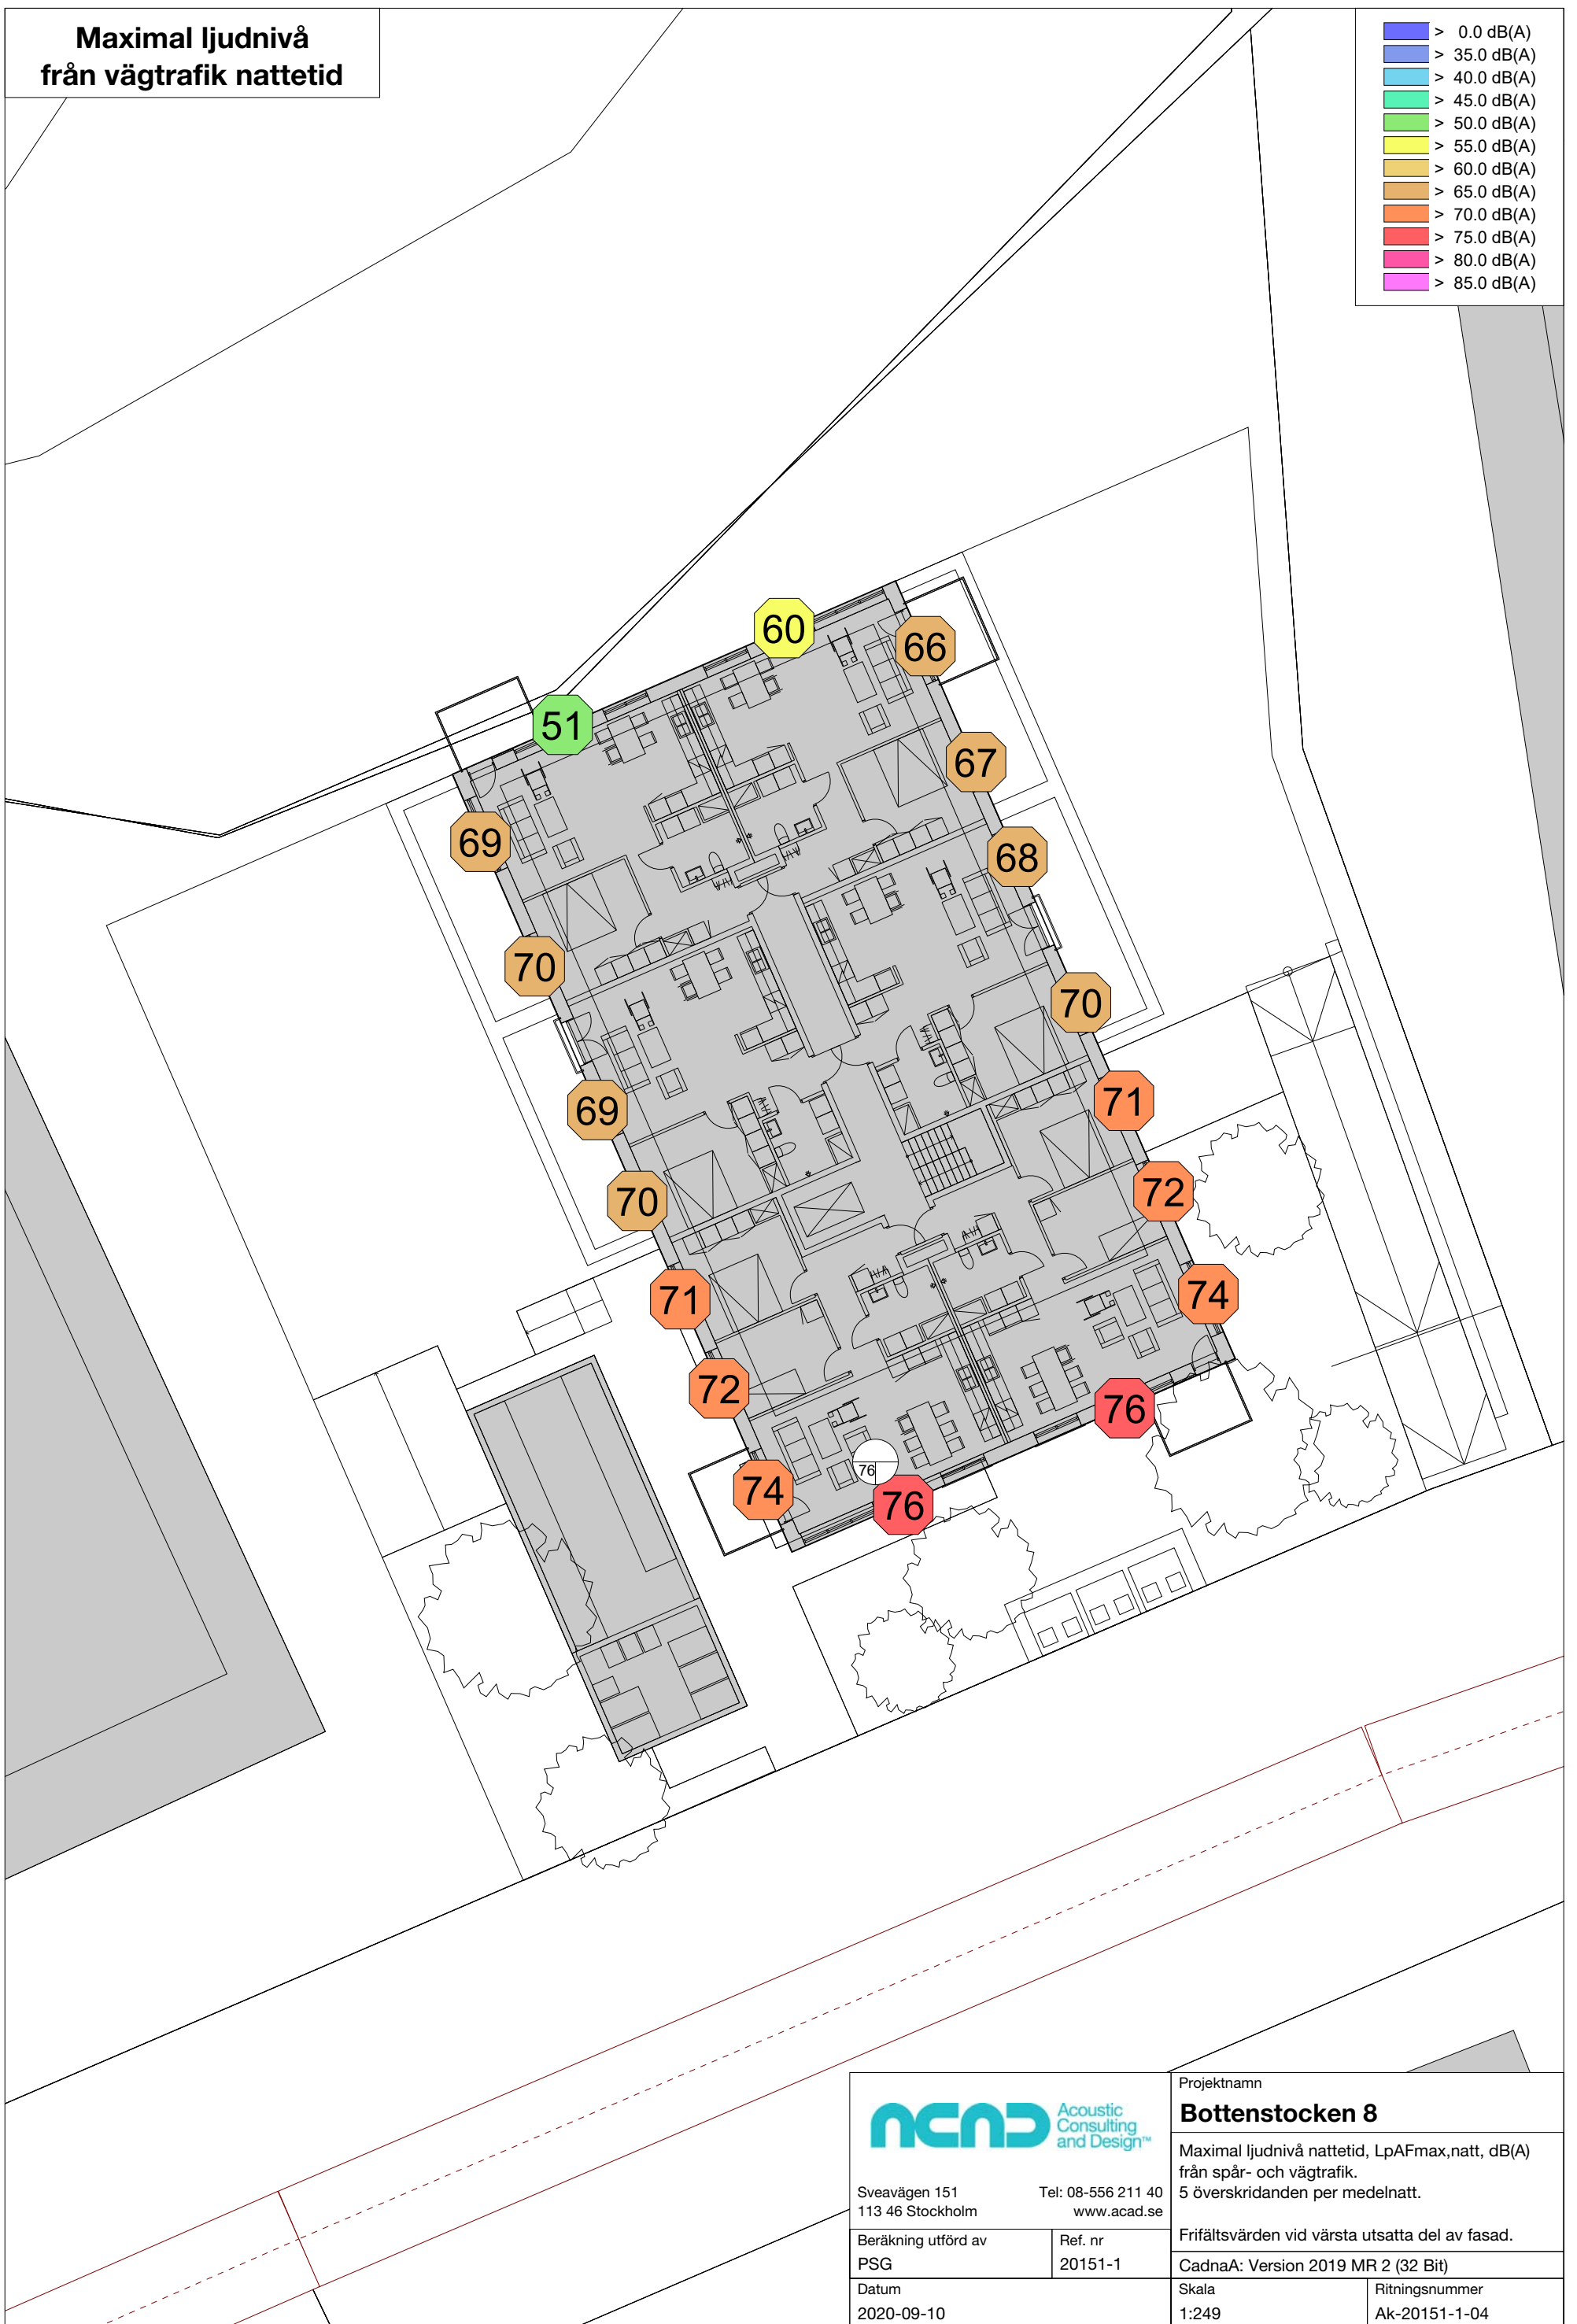 Maximal ljudnivå
från vägtrafik nattetid
> 0.0 dB(A)
> 35.0 dB(A)
> 40.0 dB(A)
> 45.0 dB(A)
> 50.0 dB(A)
> 55.0 dB(A)
> 60.0 dB(A)
> 65.0 dB(A)
> 70.0 dB(A)
> 75.0 dB(A)
> 80.0 dB(A)
> 85.0 dB(A)
60
66
51
67
69
68
70
70
69
71
70
72
71
74
72
76
74
76
76
ACAD
Acoustic
Consulting
and Design™
Sveavägen 151
113 46 Stockholm
Tel: 08-556 211 40
www.acad.se
Beräkning utförd av
PSG
Ref. nr
20151-1
Datum
2020-09-10
Projektnamn
Bottenstocken 8
Maximal ljudnivå nattetid, LpAFmax,natt, dB(A)
från spår- och vägtrafik.
5 överskridanden per medelnatt.
Frifältsvärden vid värsta utsatta del av fasad.
CadnaA: Version 2019 MR 2 (32 Bit)
Skala
1:249
Ritningsnummer
Ak-20151-1-04